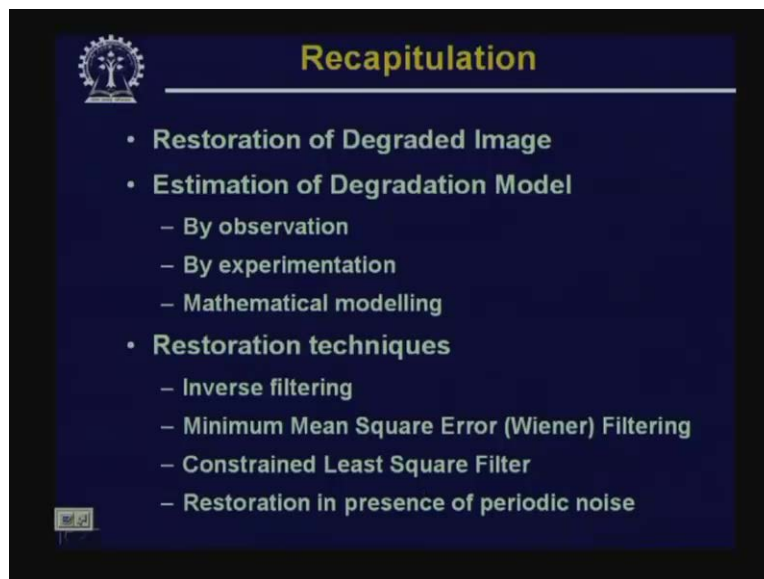 Recapitulation
• Restoration of Degraded Image
• Estimation of Degradation Model
– By observation
– By experimentation
– Mathematical modelling
• Restoration techniques
– Inverse filtering
– Minimum Mean Square Error (Wiener) Filtering
– Constrained Least Square Filter
– Restoration in presence of periodic noise